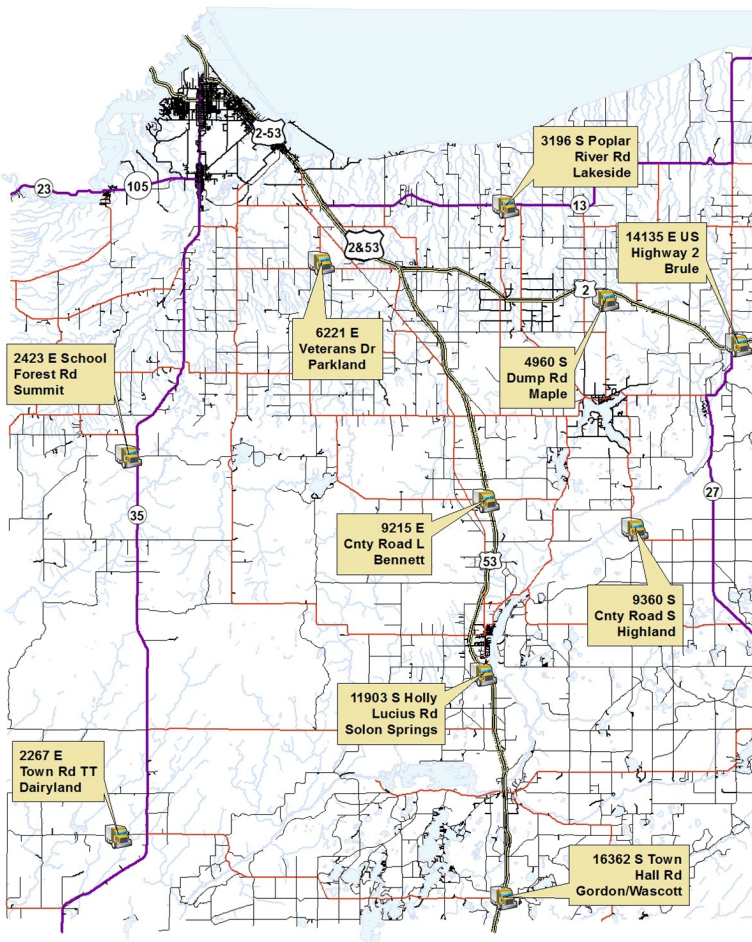 2-53
3196 S Poplar
River Rd
Lakeside
23
105
13
2&53
14135 E US
Highway 2
Brule
2
6221 E
Veterans Dr
Parkland
2423 E School
Forest Rd
Summit
4960 S
Dump Rd
Maple
27
35
9215 E
Cnty Road L
Bennett
53
9360 S
Cnty Road S
Highland
11903 S Holly
Lucius Rd
Solon Springs
2267 E
Town Rd TT
Dairyland
16362 S Town
Hall Rd
Gordon/Wascott